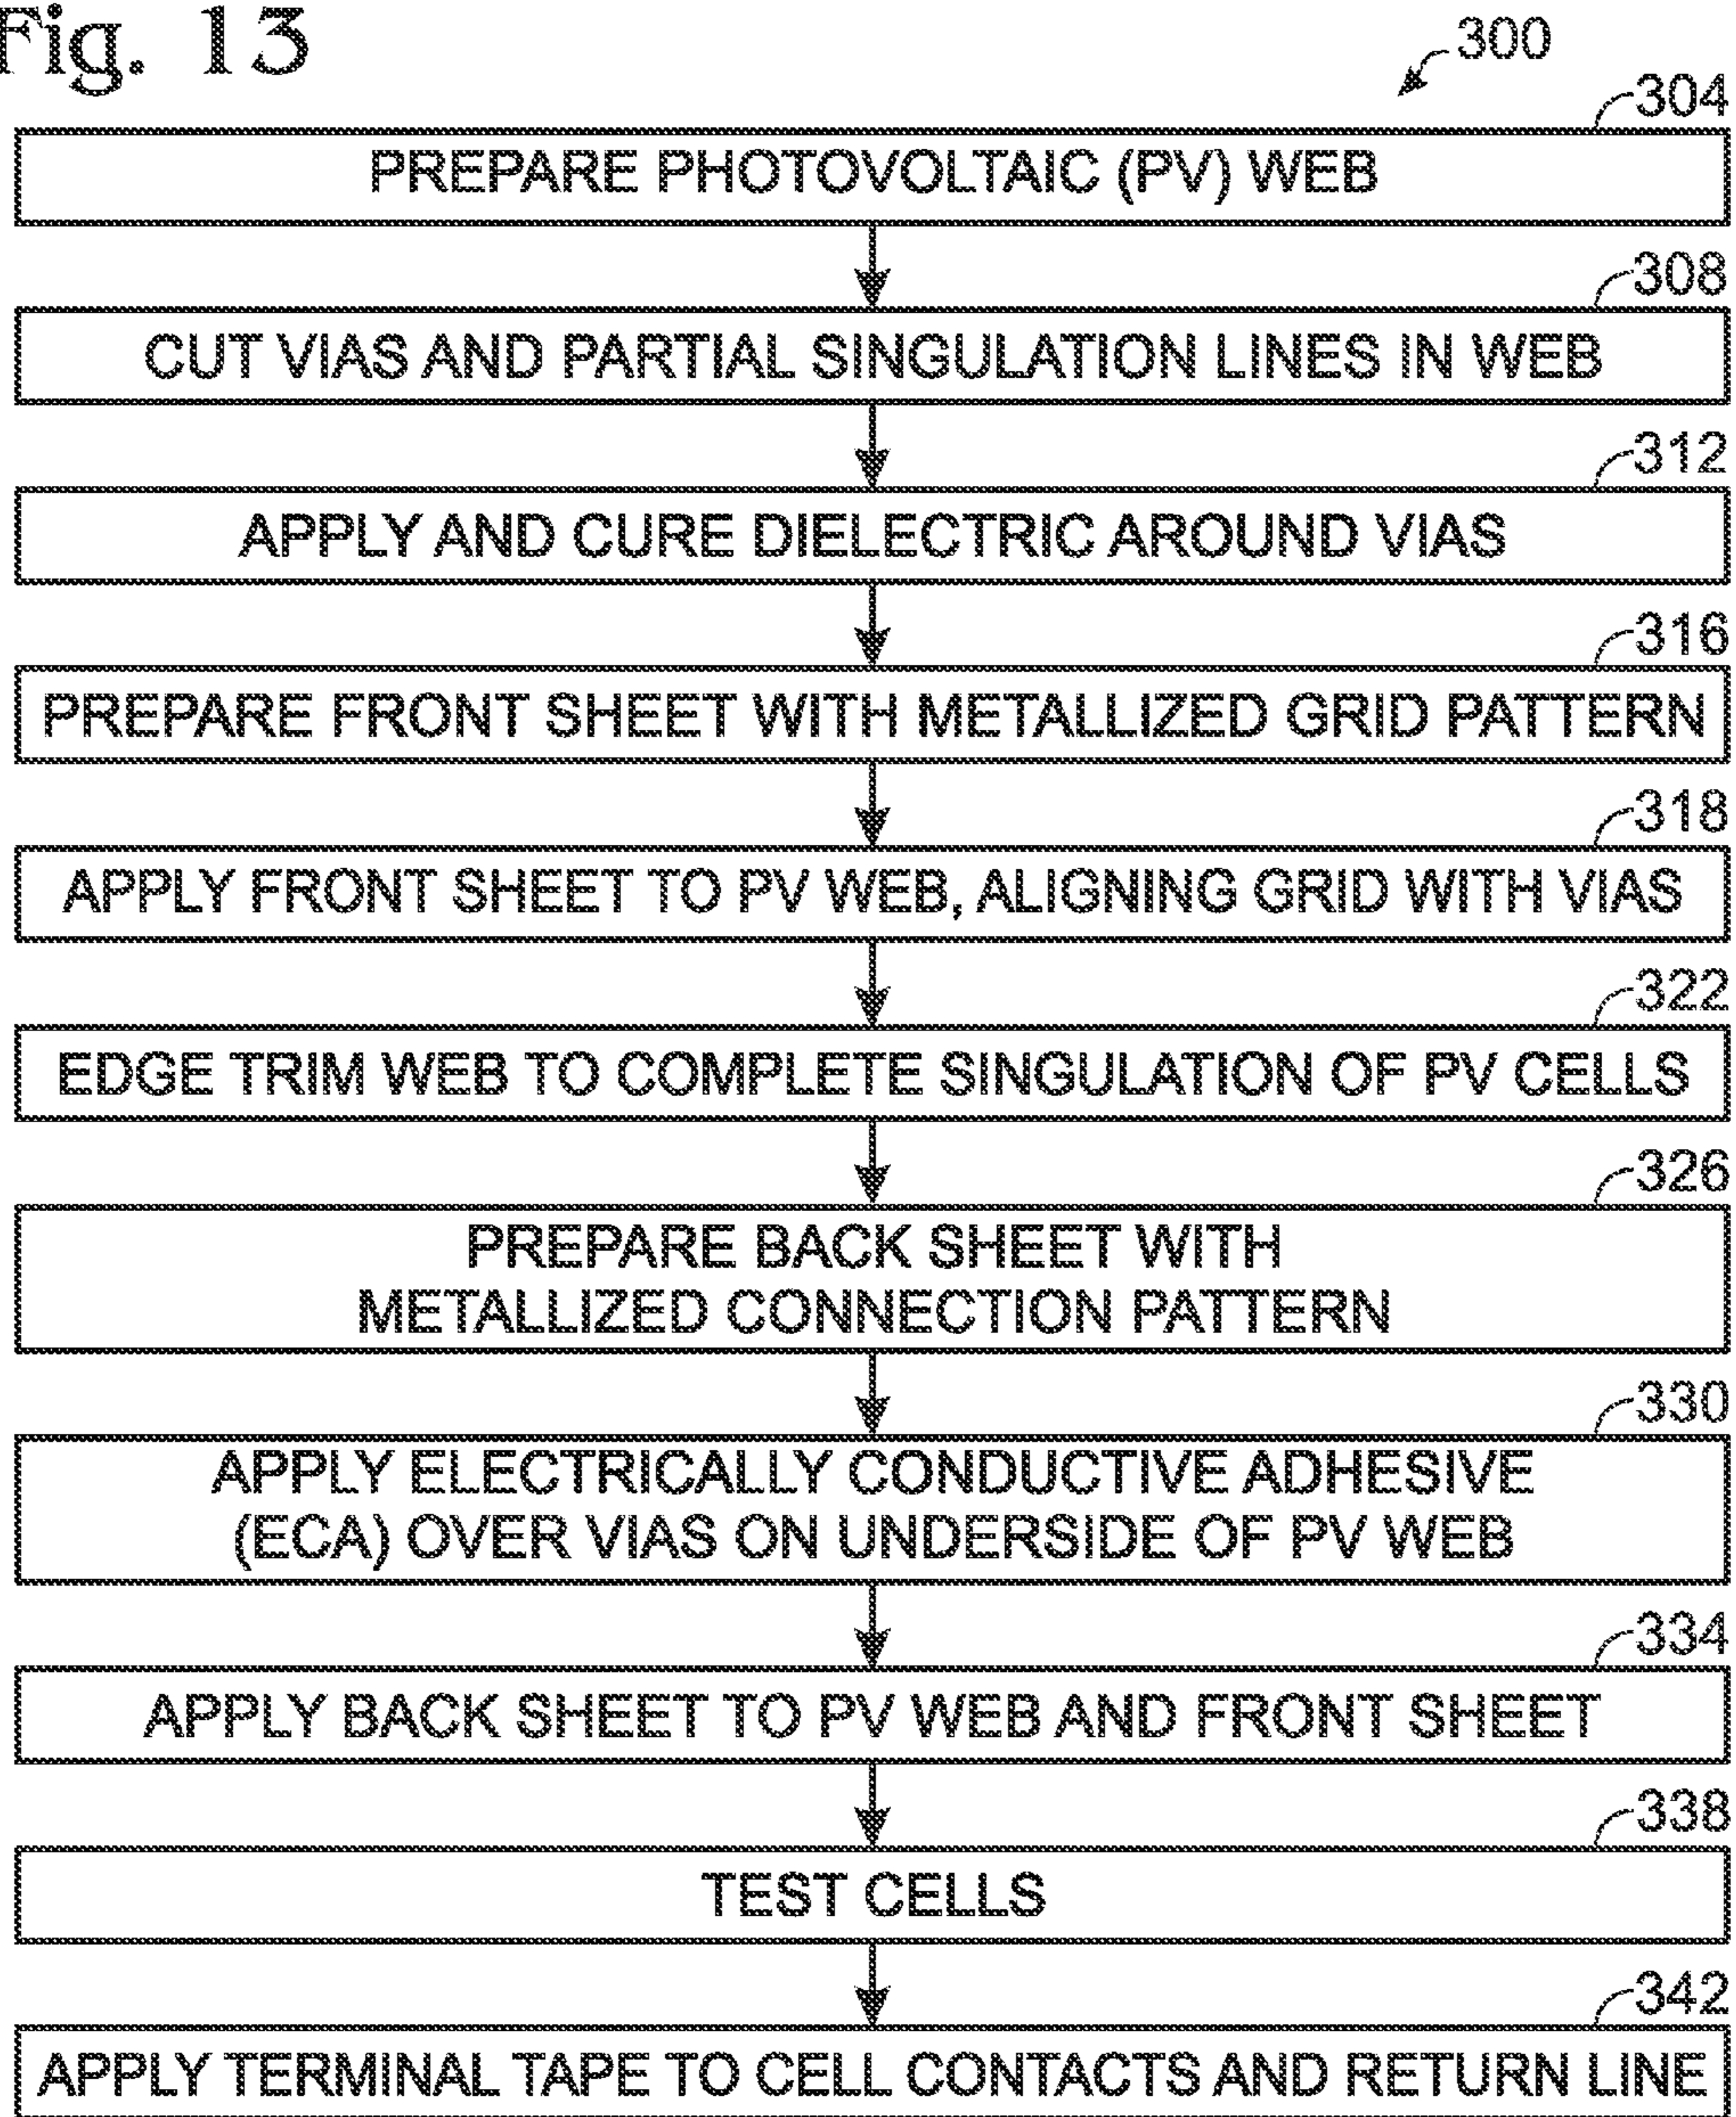 Fig. 13
300
304
PREPARE PHOTOVOLTAIC (PV) WEB
308
CUT VIAS AND PARTIAL SINGULATION LINES IN WEB
312
APPLY AND CURE DIELECTRIC AROUND VIAS
316
PREPARE FRONT SHEET WITH METALLIZED GRID PATTERN
318
APPLY FRONT SHEET TO PV WEB, ALIGNING GRID WITH VIAS
322
EDGE TRIM WEB TO COMPLETE SINGULATION OF PV CELLS
326
PREPARE BACK SHEET WITH
METALLIZED CONNECTION PATTERN
330
APPLY ELECTRICALLY CONDUCTIVE ADHESIVE
(ECA) OVER VIAS ON UNDERSIDE OF PV WEB
334
APPLY BACK SHEET TO PV WEB AND FRONT SHEET
338
TEST CELLS
342
APPLY TERMINAL TAPE TO CELL CONTACTS AND RETURN LINE